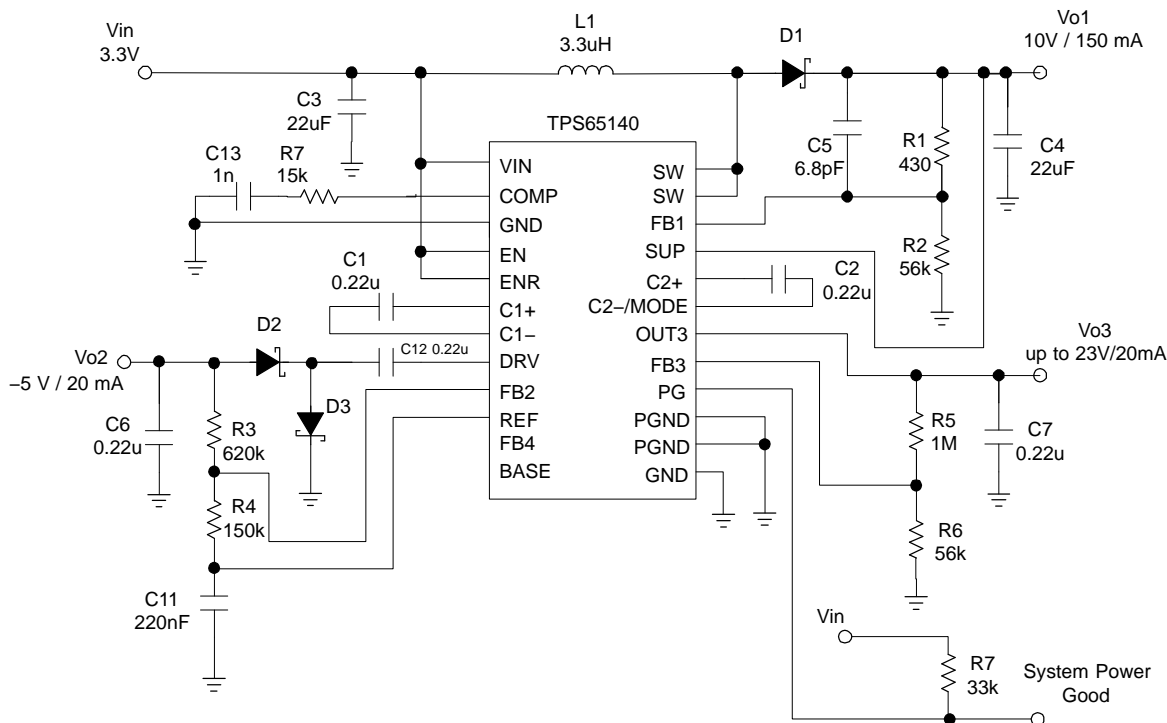 Vin
3.3V
L1
3.3uH
D1
Vo1
10V / 150 mA
C3
22uF
TPS65140
C5
6.8pF
R1
430
C4
22uF
C13
1n
R7
15k
VIN
COMP
GND
EN
ENR
C1+
C1−
DRV
FB2
REF
FB4
BASE
SW
SW
FB1
SUP
C2+
C2−/MODE
OUT3
FB3
PG
PGND
PGND
GND
R2
56k
C1
0.22u
C2
0.22u
D2
C12 0.22u
Vo2
−5 V / 20 mA
D3
Vo3
up to 23V/20mA
C6
0.22u
R3
620k
R5
1M
C7
0.22u
R4
150k
R6
56k
C11
220nF
Vin
R7
33k
System Power
Good